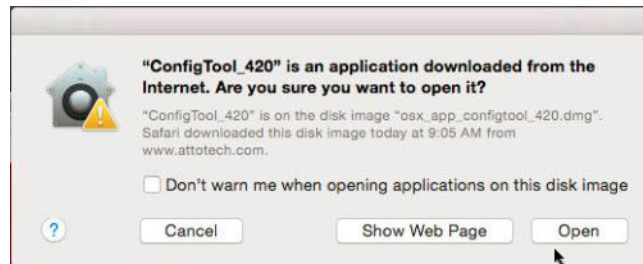 “ConfigTool_420” is an application downloaded from the
Internet. Are you sure you want to open it?
“ConfigTool_420” is on the disk image “osx_app_configtool_420.dmg”.
Safari downloaded this disk image today at 9:05 AM from
www.attotech.com.
Don't warn me when opening applications on this disk image
? Cancel Show Web Page Open